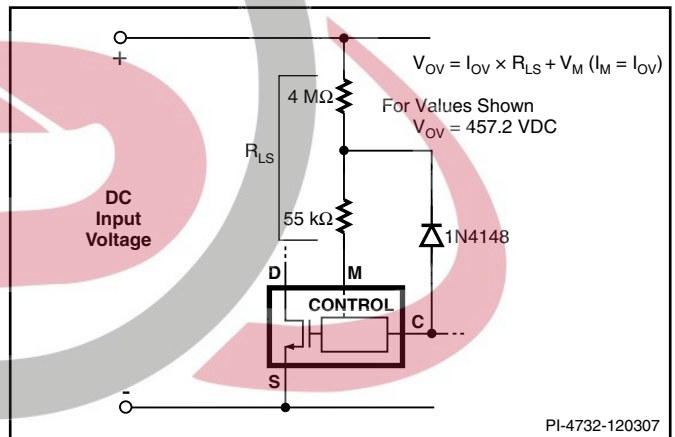 +
V_OV = I_OV × R_LS + V_M (I_M = I_OV)
4 MΩ
For Values Shown
V_OV = 457.2 VDC
R_LS
DC
Input
Voltage
55 kΩ
1N4148
D
M
CONTROL
C
S
-
PI-4732-120307